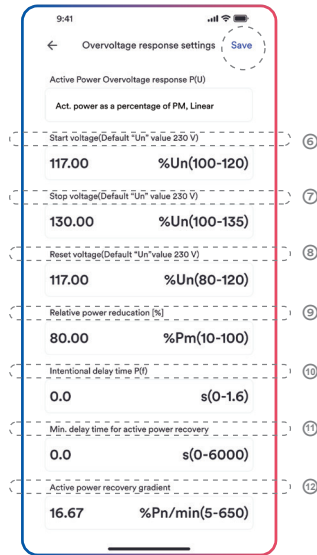 9:41
Overvoltage response settings Save
Active Power Overvoltage response P(U)
Act. power as a percentage of PM, Linear
Start voltage(Default "Un" value 230 V)
⑥
117.00 %Un(100-120)
Stop voltage(Default "Un" value 230 V)
⑦
130.00 %Un(100-135)
Reset voltage(Default "Un"value 230 V)
⑧
117.00 %Un(80-120)
Relative power reducation [%]
⑨
80.00 %Pm(10-100)
Intentional delay time P(f)
⑩
0.0 s(0-1.6)
Min. delay time for active power recovery
⑪
0.0 s(0-6000)
Active power recovery gradient
⑫
16.67 %Pn/min(5-650)